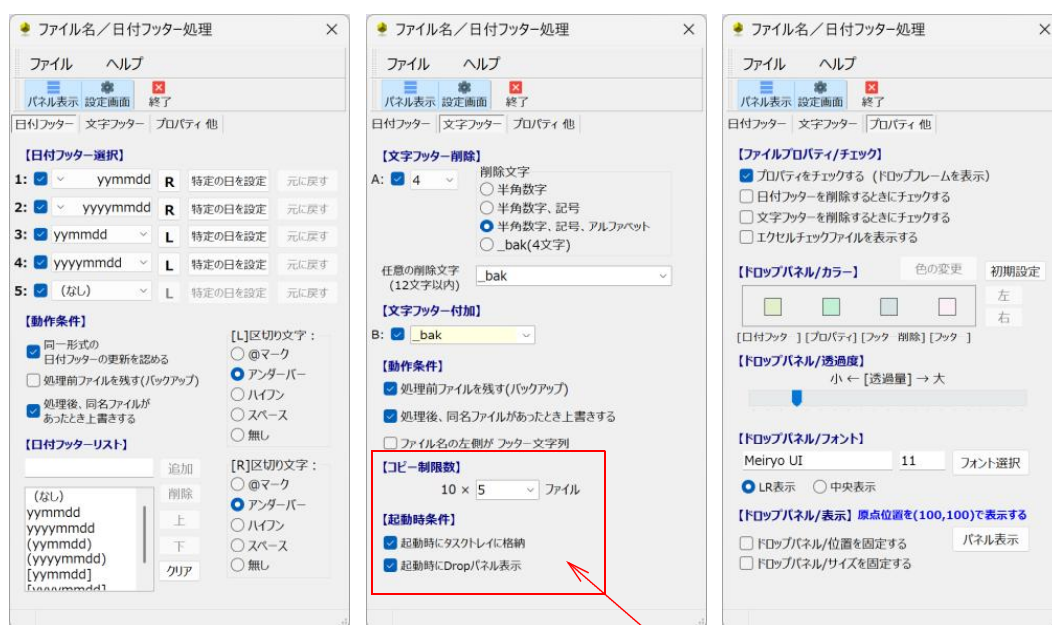 ファイル名／日付フッター処理
ファイル ヘルプ
パネル表示 設定画面 終了
日付フッター 文字フッター プロパティ 他
【日付フッター選択】
1: yymmdd R 特定の日を設定 元に戻す
2: yyyymmdd R 特定の日を設定 元に戻す
3: yymmdd L 特定の日を設定 元に戻す
4: yyyymmdd L 特定の日を設定 元に戻す
5: (なし) L 特定の日を設定 元に戻す
【動作条件】
同一形式の
日付フッターの更新を認める
処理前ファイルを残す(バックアップ)
処理後、同名ファイルが
あったとき上書きする
[L]区切り文字：
@マーク
アンダーバー
ハイフン
スペース
無し
【日付フッターリスト】
追加
(なし)
yymmdd
yyyymmdd
(yymmdd)
(yyyymmdd)
[yymmdd]
[yyyymmdd]
削除
上
下
クリア
[R]区切り文字：
@マーク
アンダーバー
ハイフン
スペース
無し
ファイル名／日付フッター処理
ファイル ヘルプ
パネル表示 設定画面 終了
日付フッター 文字フッター プロパティ 他
【文字フッター削除】
A: 4
削除文字
半角数字
半角数字、記号
半角数字、記号、アルファベット
_bak(4文字)
任意の削除文字
(12文字以内)
_bak
【文字フッター付加】
B: _bak
【動作条件】
処理前ファイルを残す(バックアップ)
処理後、同名ファイルがあったとき上書きする
ファイル名の左側が フッター文字列
【コピー制限数】
10 × 5 ファイル
【起動時条件】
起動時にタスクトレイに格納
起動時にDropパネル表示
ファイル名／日付フッター処理
ファイル ヘルプ
パネル表示 設定画面 終了
日付フッター 文字フッター プロパティ 他
【ファイルプロパティ/チェック】
プロパティをチェックする (ドロップフレームを表示)
日付フッターを削除するときにチェックする
文字フッターを削除するときにチェックする
エクセルチェックファイルを表示する
【ドロップパネル/カラー】 色の変更 初期設定
左
右
[日付フッタ ] [プロパティ] [フッタ 削除] [フッタ ]
【ドロップパネル/透過度】
小 ← [透過量] → 大
【ドロップパネル/フォント】
Meiryo UI 11 フォント選択
LR表示 中央表示
【ドロップパネル/表示】 原点位置を(100,100)で表示する
ドロップパネル/位置を固定する パネル表示
ドロップパネル/サイズを固定する